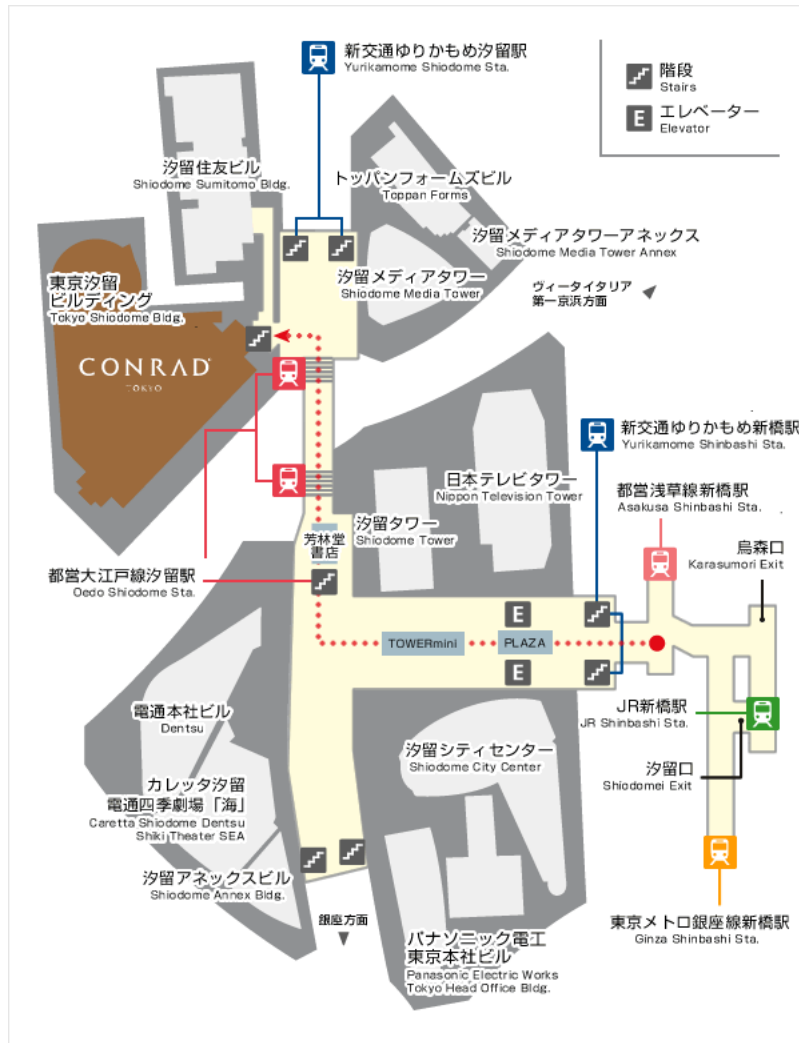 新交通ゆりかもめ汐留駅
Yurikamome Shiodome Sta.
階段
Stairs
E
エレベーター
Elevator
汐留住友ビル
Shiodome Sumitomo Bldg.
トッパンフォームズビル
Toppan Forms
汐留メディアタワーアネックス
Shiodome Media Tower Annex
汐留メディアタワー
Shiodome Media Tower
ヴィータイタリア
第一京浜方面
東京汐留
ビルディング
Tokyo Shiodome Bldg.
CONRAD
TOKYO
新交通ゆりかもめ新橋駅
Yurikamome Shinbashi Sta.
日本テレビタワー
Nippon Television Tower
都営浅草線新橋駅
Asakusa Shinbashi Sta.
汐留タワー
Shiodome Tower
芳林堂
書店
烏森口
Karasumori Exit
都営大江戸線汐留駅
Oedo Shiodome Sta.
E
TOWERmini
PLAZA
E
電通本社ビル
Dentsu
JR新橋駅
JR Shinbashi Sta.
汐留シティセンター
Shiodome City Center
汐留口
Shiodomei Exit
カレッタ汐留
電通四季劇場「海」
Caretta Shiodome Dentsu
Shiki Theater SEA
汐留アネックスビル
Shiodome Annex Bldg.
銀座方面
パナソニック電工
東京本社ビル
Panasonic Electric Works
Tokyo Head Office Bldg.
東京メトロ銀座線新橋駅
Ginza Shinbashi Sta.